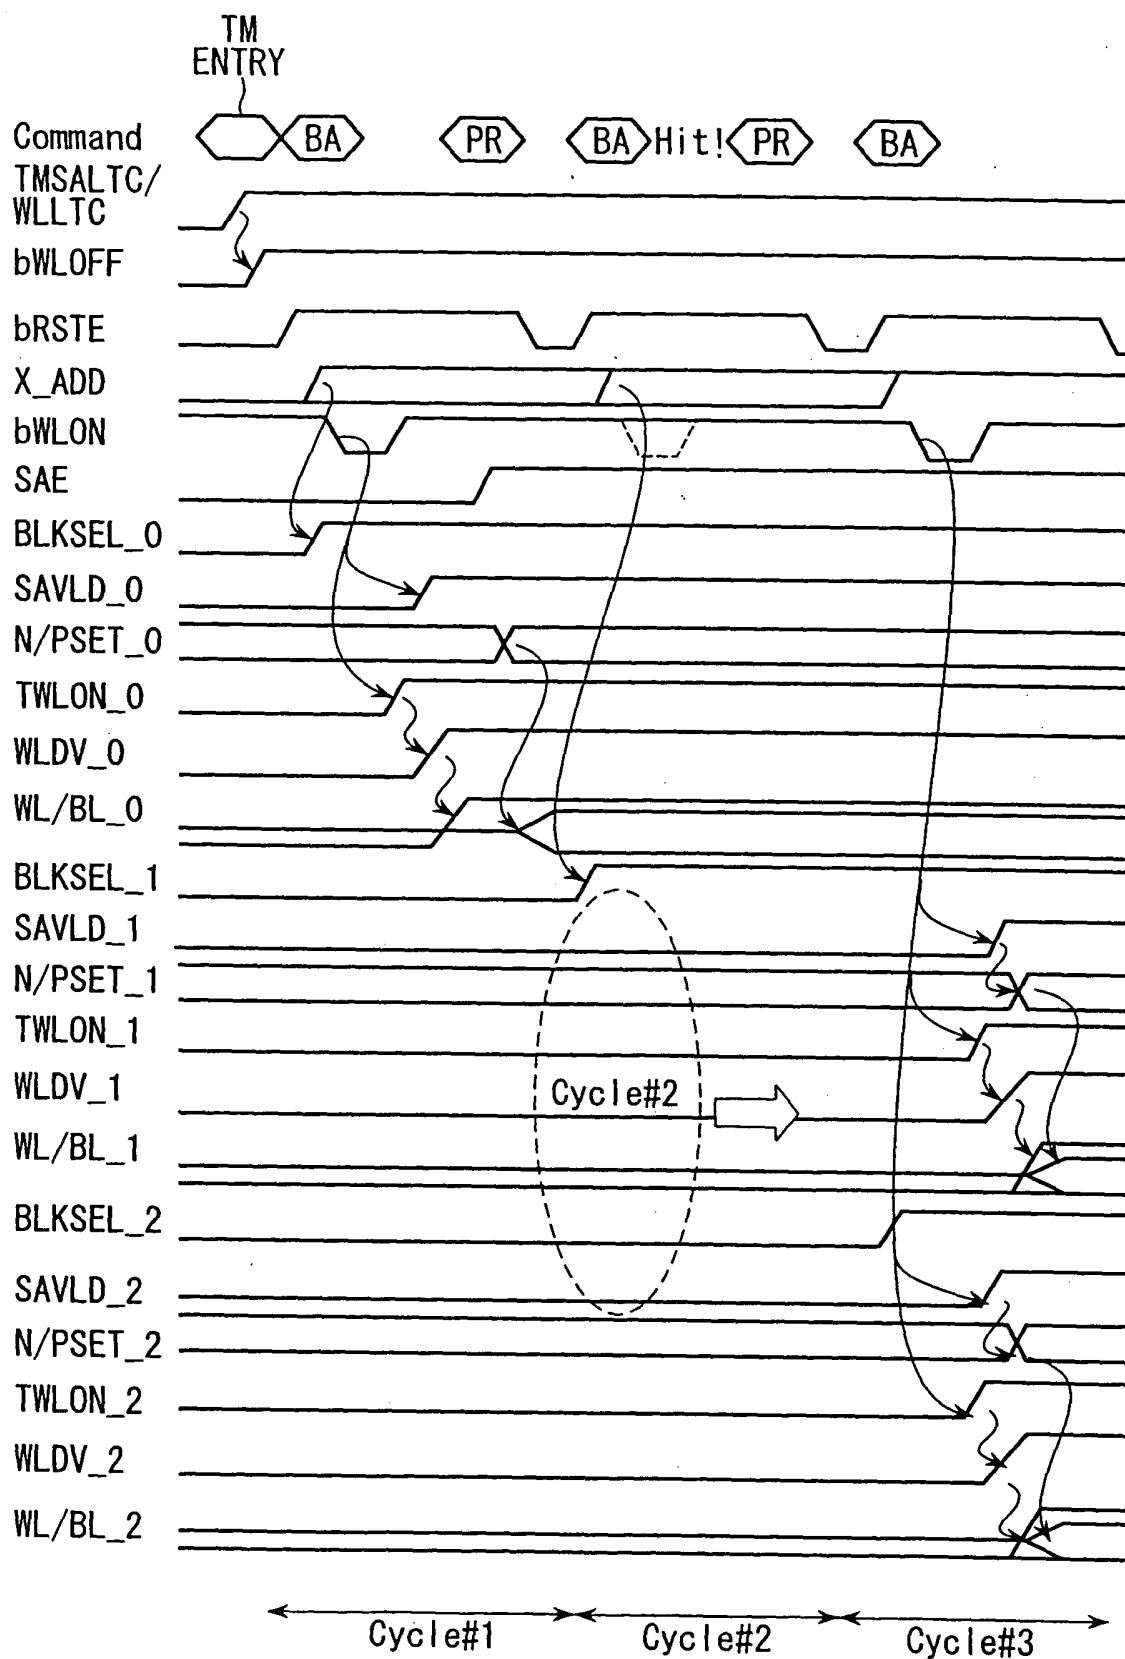 TM
ENTRY
Command BA PR BA Hit! PR BA
TMSALTC/
WLLTC
bWLOFF
bRSTE
X_ADD
bWLON
SAE
BLKSEL_0
SAVLD_0
N/PSET_0
TWLON_0
WLDV_0
WL/BL_0
BLKSEL_1
SAVLD_1
N/PSET_1
TWLON_1
WLDV_1 Cycle#2
WL/BL_1
BLKSEL_2
SAVLD_2
N/PSET_2
TWLON_2
WLDV_2
WL/BL_2
Cycle#1 Cycle#2 Cycle#3